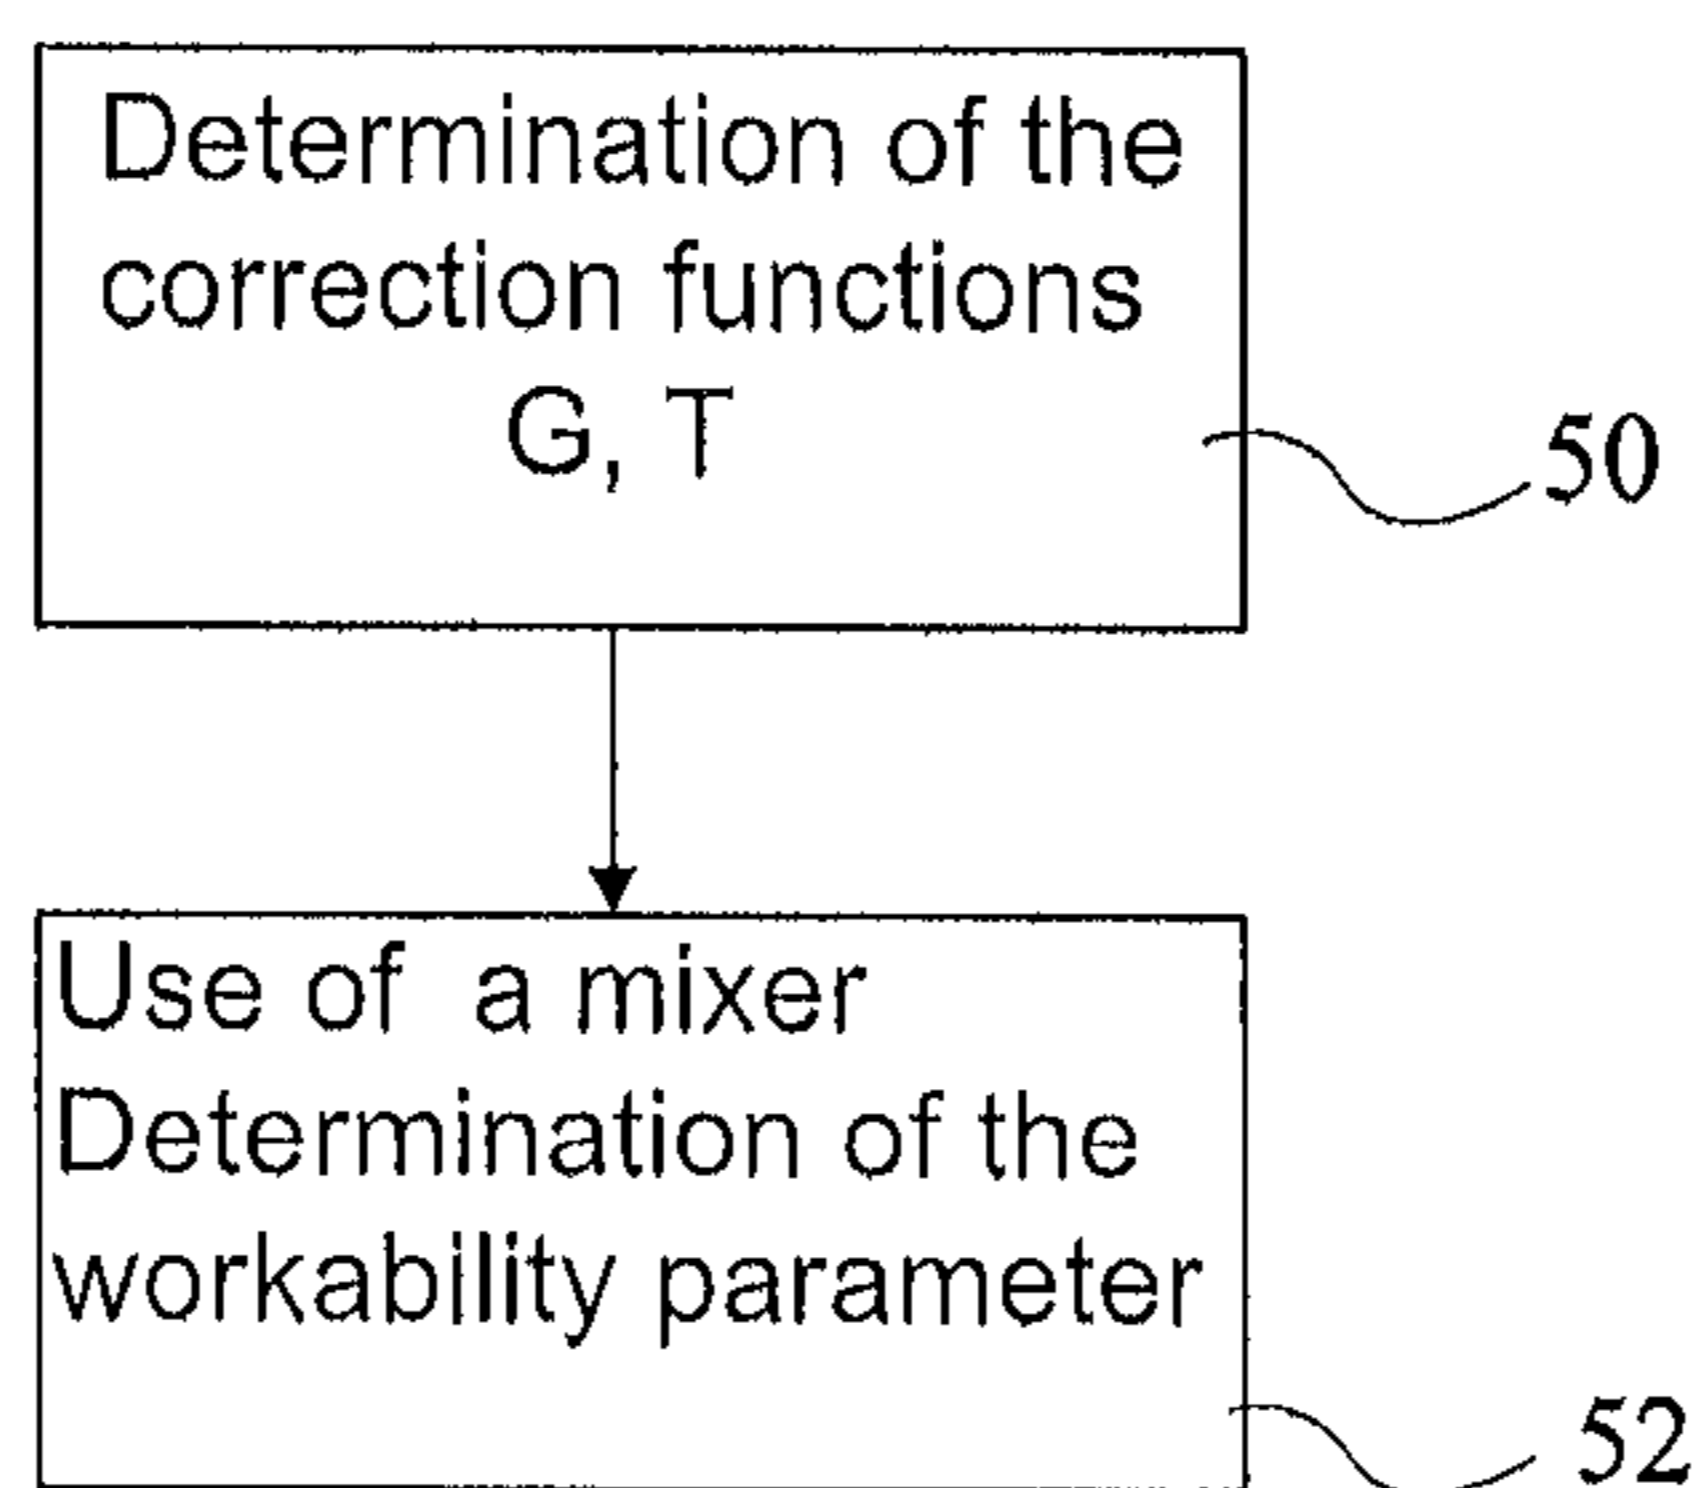 Determination of the
correction functions
G, T
50
Use of a mixer
Determination of the
workability parameter
52